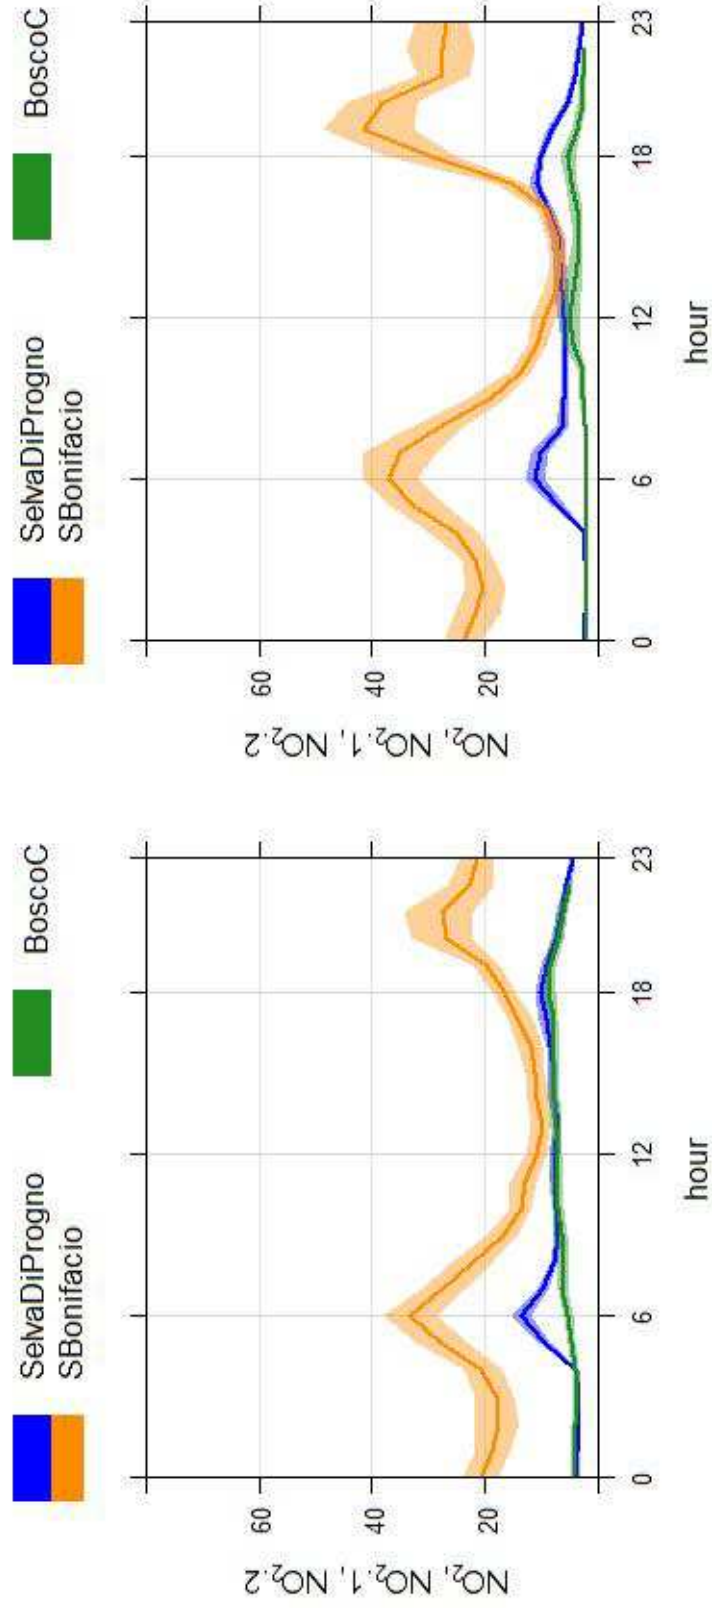 SelvaDiProgno BoscoC
SBonifacio
60
40
20
NO2, NO2.1, NO2.2
0 6 12 18 23
hour
SelvaDiProgno BoscoC
SBonifacio
60
40
20
NO2, NO2.1, NO2.2
0 6 12 18 23
hour